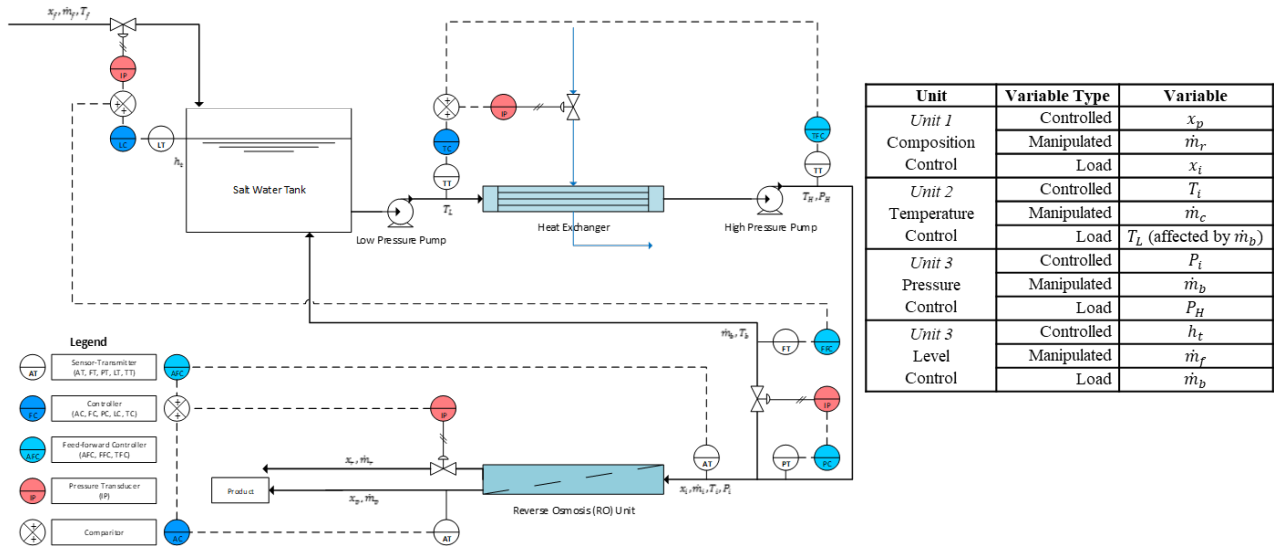 x_f, ṁ_f, T_f
IP
LC
LT
h_t
Salt Water Tank
Low Pressure Pump
TC
TT
T_L
IP
Heat Exchanger
TFC
TT
T_H, P_H
High Pressure Pump
ṁ_b, T_b
FT
FFC
IP
PT
PC
AT
x_i, ṁ_i, T_i, P_i
Reverse Osmosis (RO) Unit
IP
x_r, ṁ_r
x_p, ṁ_p
Product
AT
AFC
AC
Legend
AT
Sensor-Transmitter
(AT, FT, PT, LT, TT)
FC
Controller
(AC, FC, PC, LC, TC)
AFC
Feed-forward Controller
(AFC, FFC, TFC)
IP
Pressure Transducer
(IP)
Comparitor
Unit Variable Type Variable
Unit 1
Composition
Control
Controlled x_p
Manipulated ṁ_r
Load x_i
Unit 2
Temperature
Control
Controlled T_i
Manipulated ṁ_c
Load T_L (affected by ṁ_b)
Unit 3
Pressure
Control
Controlled P_i
Manipulated ṁ_b
Load P_H
Unit 3
Level
Control
Controlled h_t
Manipulated ṁ_f
Load ṁ_b